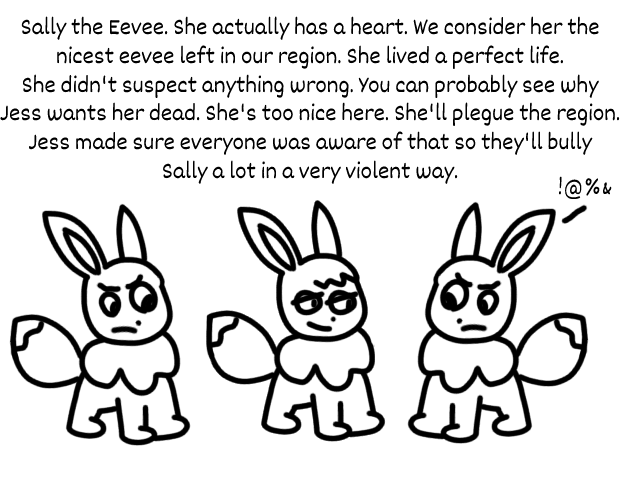 Sally the Eevee. She actually has a heart. We consider her the
nicest eevee left in our region. She lived a perfect life.
She didn't suspect anything wrong. You can probably see why
Jess wants her dead. She's too nice here. She'll plegue the region.
Jess made sure everyone was aware of that so they'll bully
Sally a lot in a very violent way.
!@%&